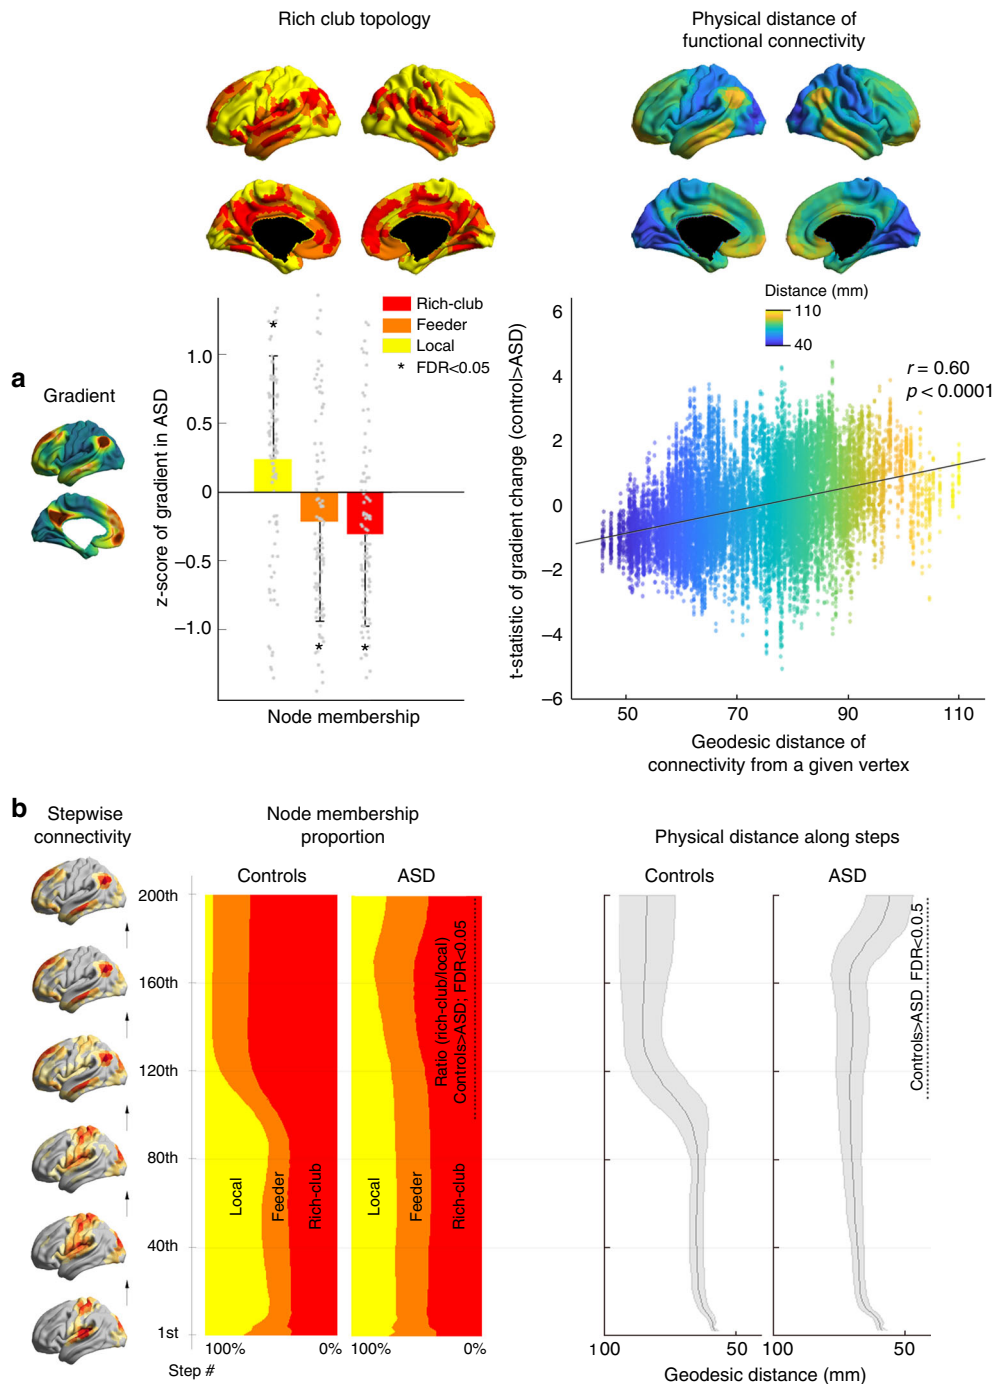 Rich club topology
Physical distance of
functional connectivity
a
Gradient
z-score of gradient in ASD
1.0
0.5
0
−0.5
−1.0
Rich-club
Feeder
Local
* FDR<0.05
*
*
*
Node membership
t-statistic of gradient change (control>ASD)
6
4
2
0
−2
−4
−6
Distance (mm)
110
40
r = 0.60
p < 0.0001
50
70
90
110
Geodesic distance of
connectivity from a given vertex
b
Stepwise
connectivity
Node membership
proportion
Physical distance along steps
Controls
ASD
Controls
ASD
200th
160th
120th
80th
40th
1st
Step #
Local
Feeder
Rich-club
Local
Feeder
Rich-club
Ratio (rich-club/local)
Controls>ASD; FDR<0.05
100%
0%
100%
0%
Controls>ASD FDR<0.0.5
100
50
100
50
Geodesic distance (mm)